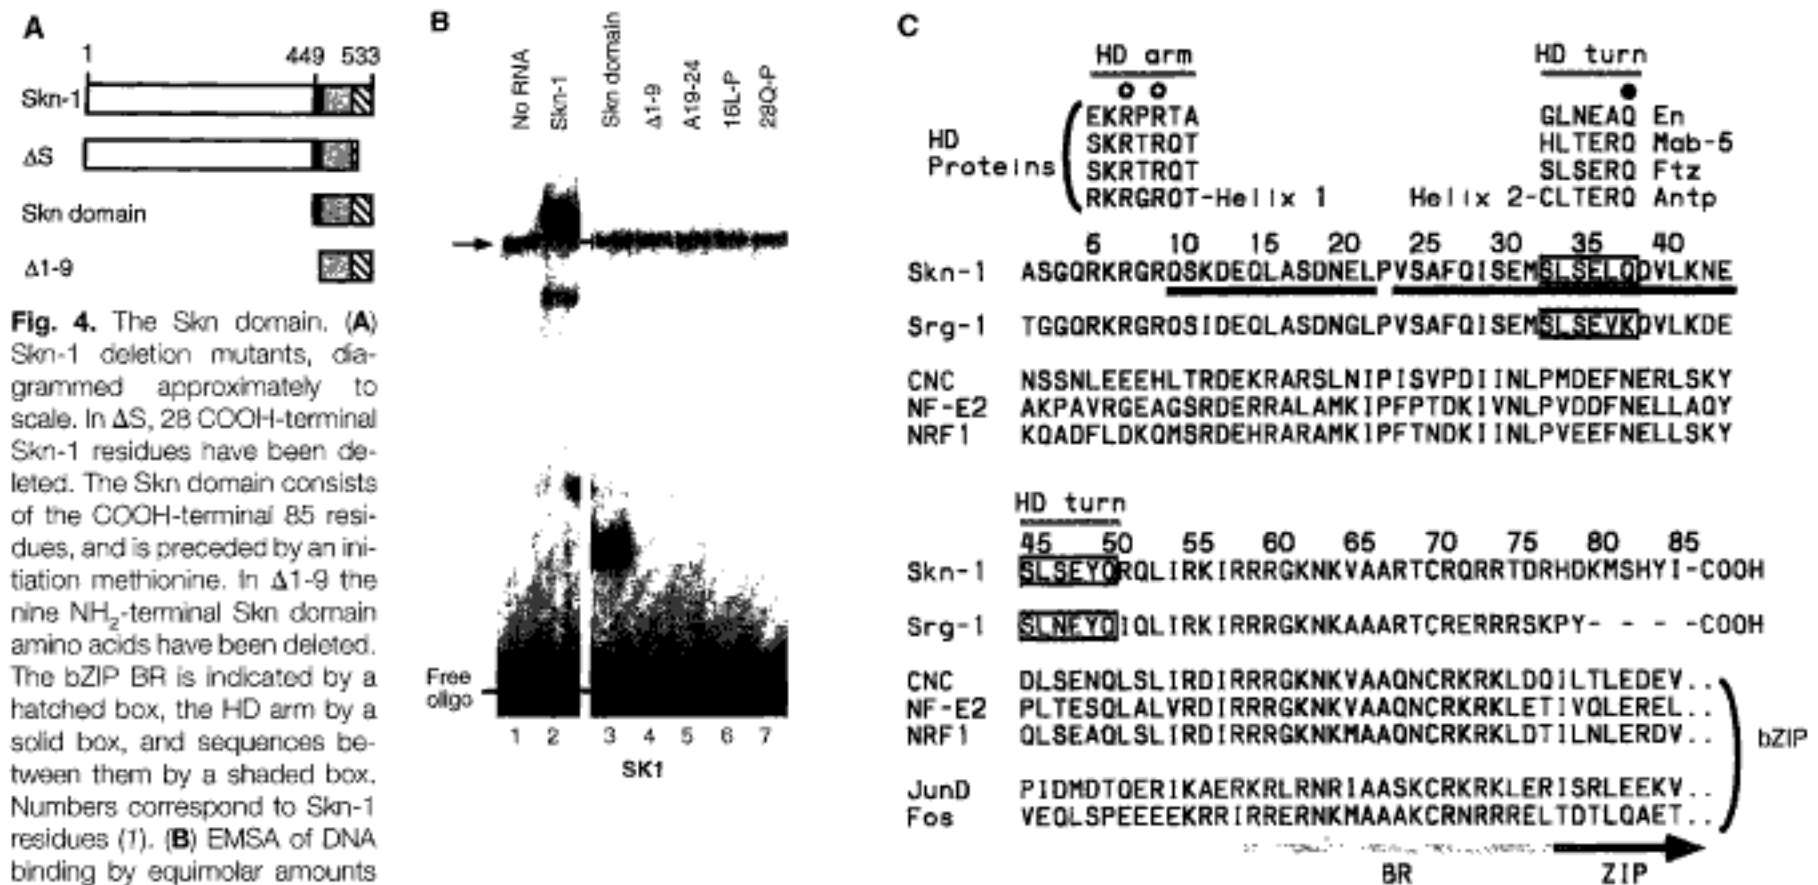 A
1 449 533
Skn-1
ΔS
Skn domain
Δ1-9
Fig. 4. The Skn domain. (A)
Skn-1 deletion mutants, dia-
grammed approximately to
scale. In ΔS, 28 COOH-terminal
Skn-1 residues have been de-
leted. The Skn domain consists
of the COOH-terminal 85 resi-
dues, and is preceded by an ini-
tiation methionine. In Δ1-9 the
nine NH₂-terminal Skn domain
amino acids have been deleted.
The bZIP BR is indicated by a
hatched box, the HD arm by a
solid box, and sequences be-
tween them by a shaded box.
Numbers correspond to Skn-1
residues (1). (B) EMSA of DNA
binding by equimolar amounts
B
No RNA
Skn-1
Skn domain
Δ1-9
A19-24
16L-P
28Q-P
Free
oligo
1 2 3 4 5 6 7
SK1
C
HD arm HD turn
HD
Proteins
EKRPRTA GLNEAQ En
SKRTRQT HLTERQ Mab-5
SKRTRQT SLSERQ Ftz
RKRGRQT-Helix 1 Helix 2-CLTERQ Antp
6 10 15 20 24 30 35 40
Skn-1 ASGQRKRGRQSKDEQLASDNELPVSAFQISEMSLSELQQVLKNE
Srg-1 TGGQRKRGRQSIDEQLASDNGLPVSAFQISEMSLSEVKQVLKDE
CNC NSSNLEEEHLTRDEKRARSLNIPISVPDIINLPMDEFNERLSKY
NF-E2 AKPAVRGEAGSRDERRALAMKIPFPTDKIVNLPVDDFNELLAQY
NRF1 KQADFLDKQMSRDEHRARAMKIPFTNDKIINLPVEEFNELLSKY
HD turn
45 50 55 60 65 70 75 80 85
Skn-1 SLSEYQRQLIRKIRRRGKNKVAARTCRQRRTDRHDKMSHYI-COOH
Srg-1 SLNEYQIQLIRKIRRRGKNKAAARTCRERRRSKPY- - - -COOH
CNC DLSENQLSLIRDIRRRGKNKVAAQNCRKRKLDQILTLEDEV..
NF-E2 PLTESQLALVRDIRRRGKNKVAAQNCRKRKLETIVQLEREL..
NRF1 QLSEAQLSLIRDIRRRGKNKVAAQNCRKRKLDTILNLERDV..
bZIP
JunD PIDMDTQERIKAERKRLRNRIAASKCRKRKLERISRLEEKV..
Fos VEQLSPEEEEKRRIRRERNKMAAAKCRNRRRELTDTLQAET..
BR ZIP